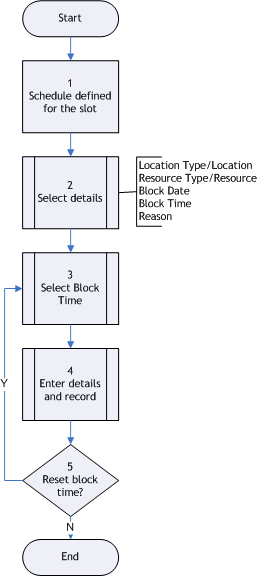 Start
1
Schedule defined
for the slot
2
Select details
Location Type/Location
Resource Type/Resource
Block Date
Block Time
Reason
3
Select Block
Time
4
Enter details
and record
Y
5
Reset block
time?
N
End